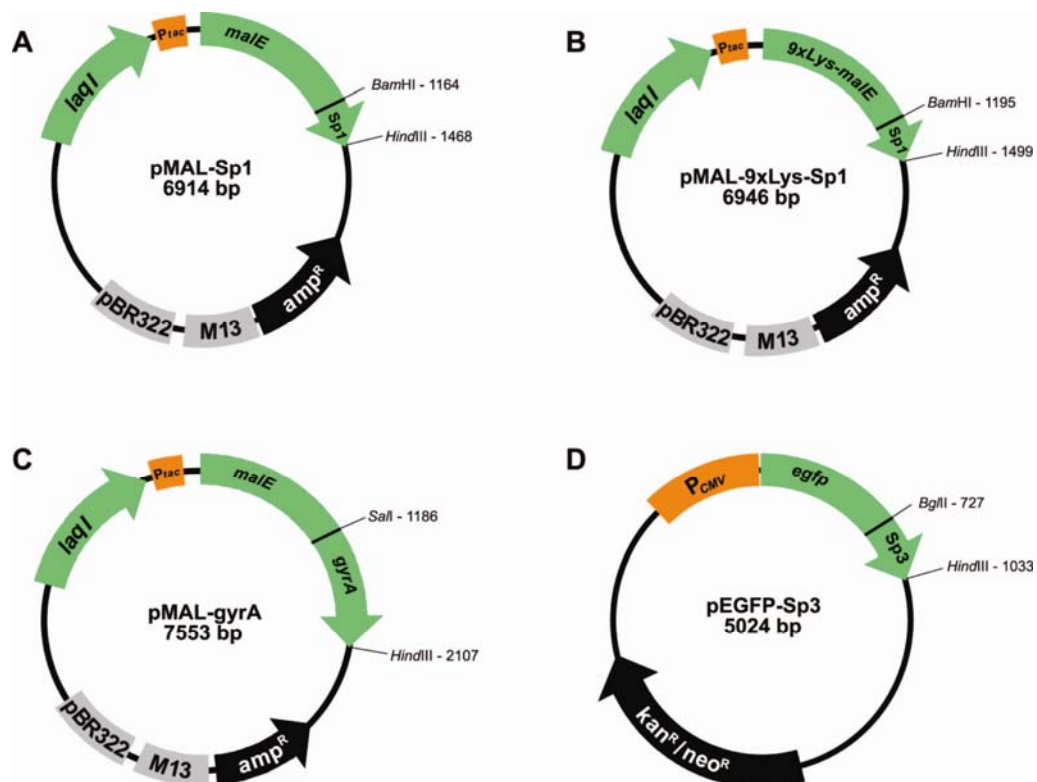 A
laqI
Ptac
malE
BamHI - 1164
Sp1
HindIII - 1468
pMAL-Sp1
6914 bp
ampR
M13
pBR322
B
laqI
Ptac
9xLys-malE
BamHI - 1195
Sp1
HindIII - 1499
pMAL-9xLys-Sp1
6946 bp
ampR
M13
pBR322
C
laqI
Ptac
malE
SalI - 1186
gyrA
HindIII - 2107
pMAL-gyrA
7553 bp
ampR
M13
pBR322
D
PCMV
egfp
BglII - 727
Sp3
HindIII - 1033
pEGFP-Sp3
5024 bp
kanR/neoR